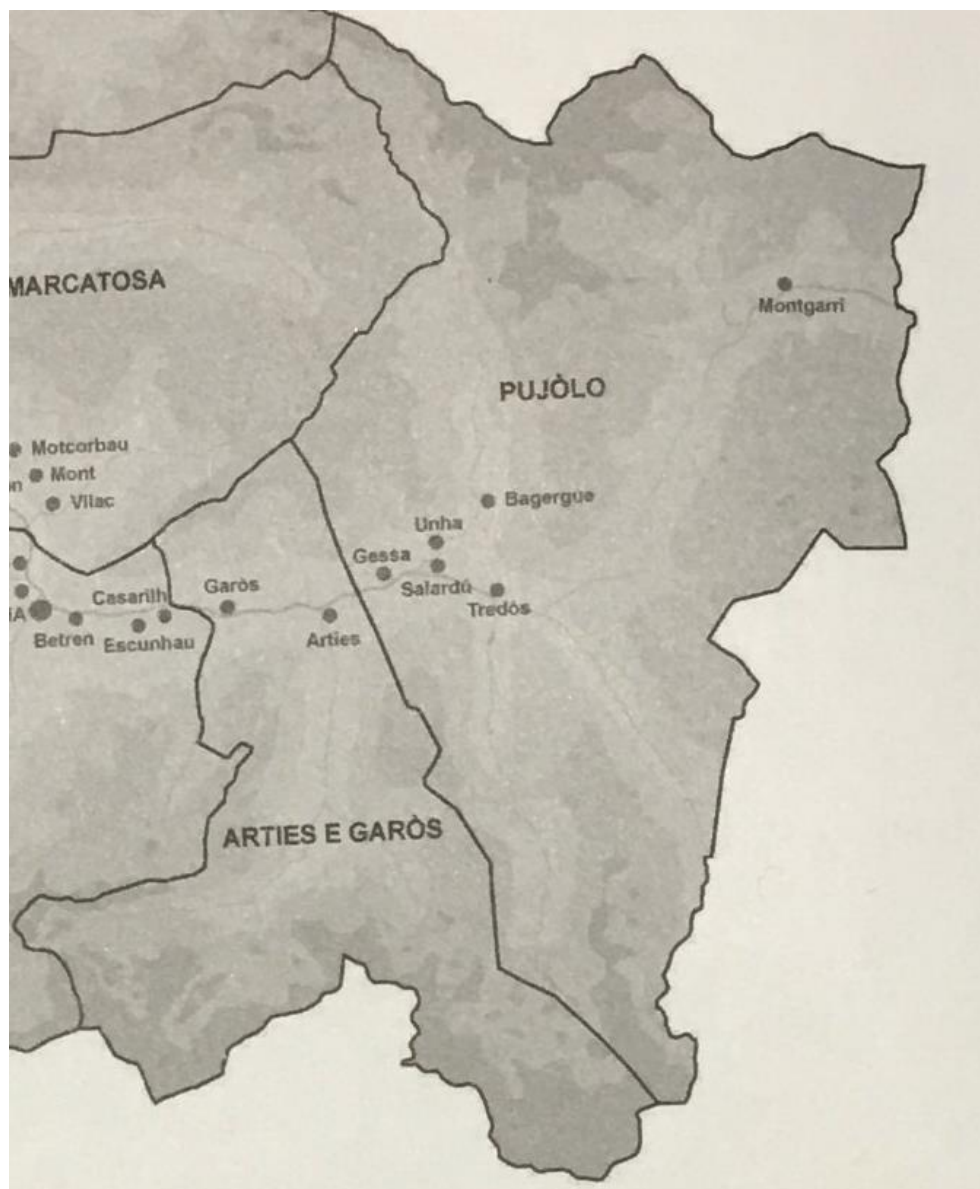 MARCATOSA
Montgarri
PUJÒLO
Motcorbau
Mont
Vilac
Bagergue
Unha
Gessa
Salardú
Tredòs
Garòs
Casarilh
Betren
Escunhau
Arties
ARTIES E GARÒS